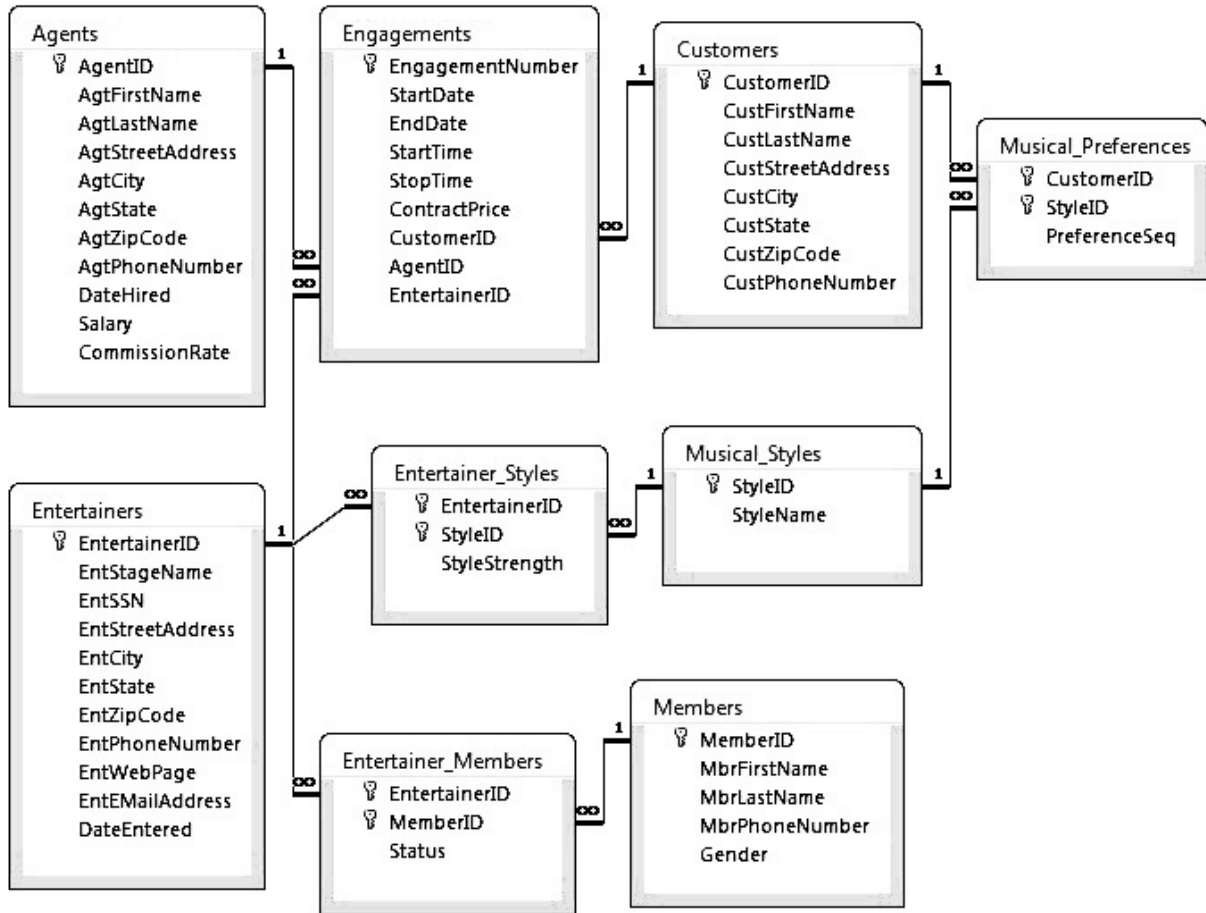 Agents
AgentID
AgtFirstName
AgtLastName
AgtStreetAddress
AgtCity
AgtState
AgtZipCode
AgtPhoneNumber
DateHired
Salary
CommissionRate
1
∞
∞
Engagements
EngagementNumber
StartDate
EndDate
StartTime
StopTime
ContractPrice
CustomerID
AgentID
EntertainerID
1
∞
Customers
CustomerID
CustFirstName
CustLastName
CustStreetAddress
CustCity
CustState
CustZipCode
CustPhoneNumber
1
∞
∞
Musical_Preferences
CustomerID
StyleID
PreferenceSeq
Entertainers
EntertainerID
EntStageName
EntSSN
EntStreetAddress
EntCity
EntState
EntZipCode
EntPhoneNumber
EntWebPage
EntEMailAddress
DateEntered
1
∞
∞
Entertainer_Styles
EntertainerID
StyleID
StyleStrength
1
∞
Musical_Styles
StyleID
StyleName
1
Entertainer_Members
EntertainerID
MemberID
Status
1
∞
Members
MemberID
MbrFirstName
MbrLastName
MbrPhoneNumber
Gender